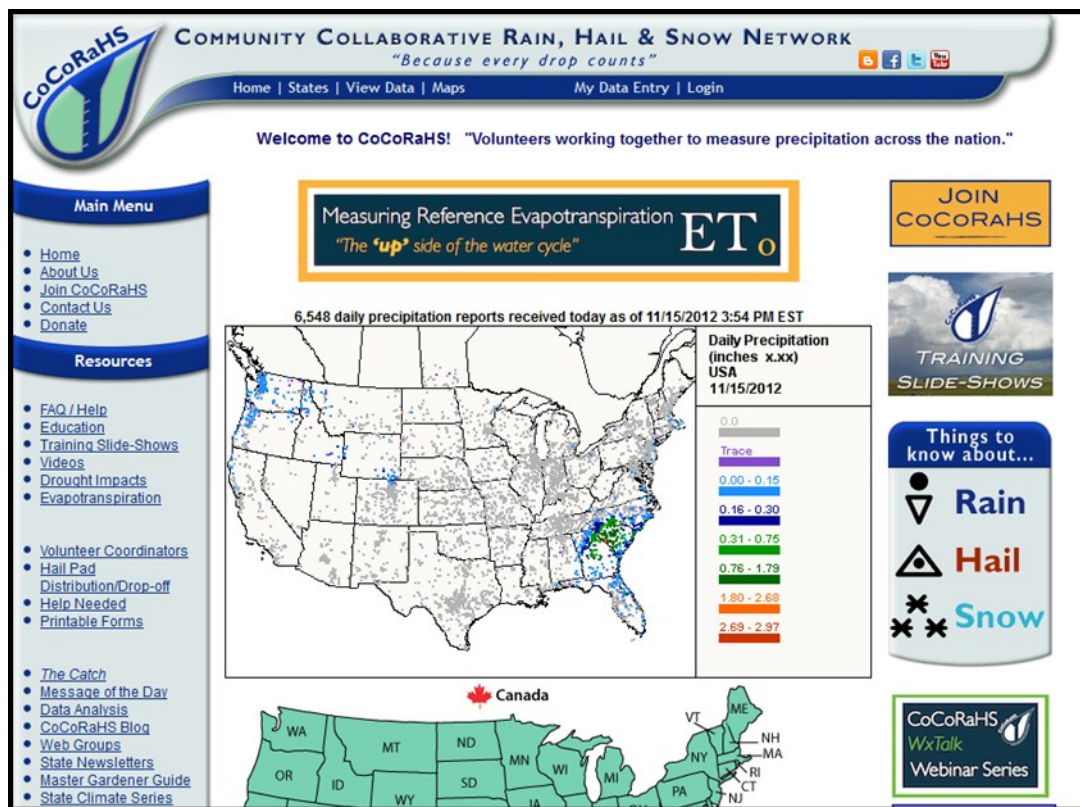 CoCoRaHS
COMMUNITY COLLABORATIVE RAIN, HAIL & SNOW NETWORK
"Because every drop counts"
You
Tube
Home | States | View Data | Maps
My Data Entry | Login
Welcome to CoCoRaHS! "Volunteers working together to measure precipitation across the nation."
Main Menu
Home
About Us
Join CoCoRaHS
Contact Us
Donate
Resources
FAQ / Help
Education
Training Slide-Shows
Videos
Drought Impacts
Evapotranspiration
Volunteer Coordinators
Hail Pad
Distribution/Drop-off
Help Needed
Printable Forms
The Catch
Message of the Day
Data Analysis
CoCoRaHS Blog
Web Groups
State Newsletters
Master Gardener Guide
State Climate Series
Measuring Reference Evapotranspiration
"The 'up' side of the water cycle"
ETo
6,548 daily precipitation reports received today as of 11/15/2012 3:54 PM EST
Daily Precipitation
(inches x.xx)
USA
11/15/2012
0.0
Trace
0.00 - 0.15
0.16 - 0.30
0.31 - 0.75
0.76 - 1.79
1.80 - 2.68
2.69 - 2.97
Canada
WA
MT
ND
MN
OR
ID
SD
WI
MI
WY
IA
NY
PA
VT
ME
NH
MA
RI
CT
NJ
JOIN
COCORAHS
CoCoRaHS
TRAINING
SLIDE-SHOWS
Things to
know about...
Rain
Hail
Snow
CoCoRaHS
WxTalk
Webinar Series